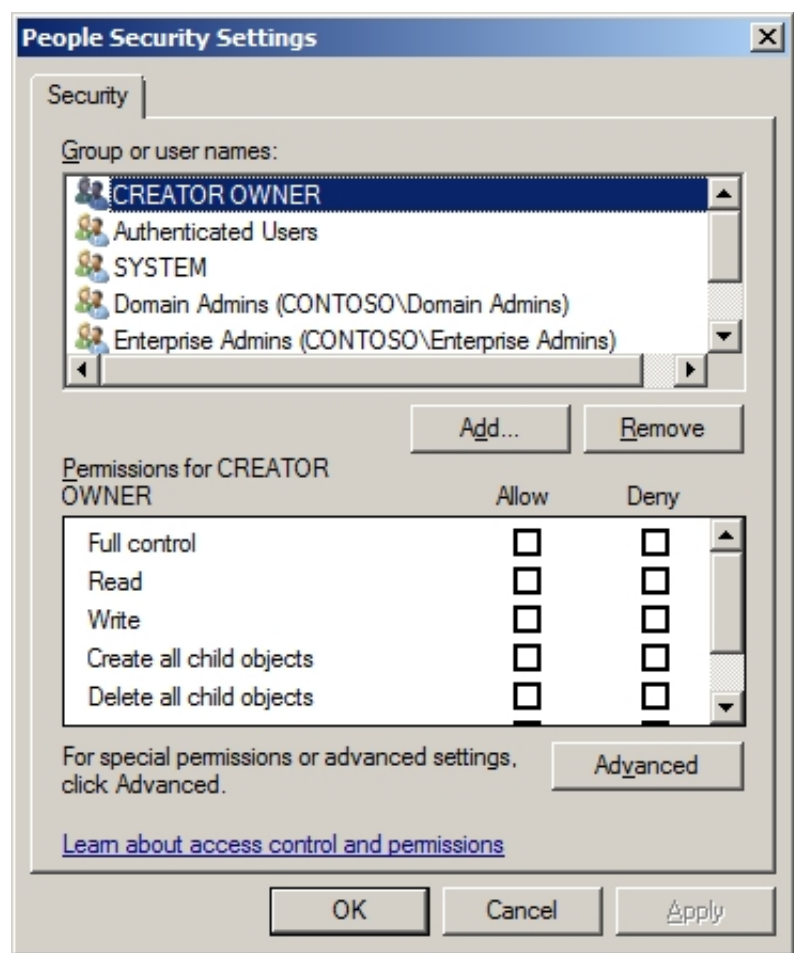 People Security Settings
Security
Group or user names:
CREATOR OWNER
Authenticated Users
SYSTEM
Domain Admins (CONTOSO\Domain Admins)
Enterprise Admins (CONTOSO\Enterprise Admins)
Add...
Remove
Permissions for CREATOR
OWNER
Allow
Deny
Full control
Read
Write
Create all child objects
Delete all child objects
For special permissions or advanced settings,
click Advanced.
Advanced
Learn about access control and permissions
OK
Cancel
Apply